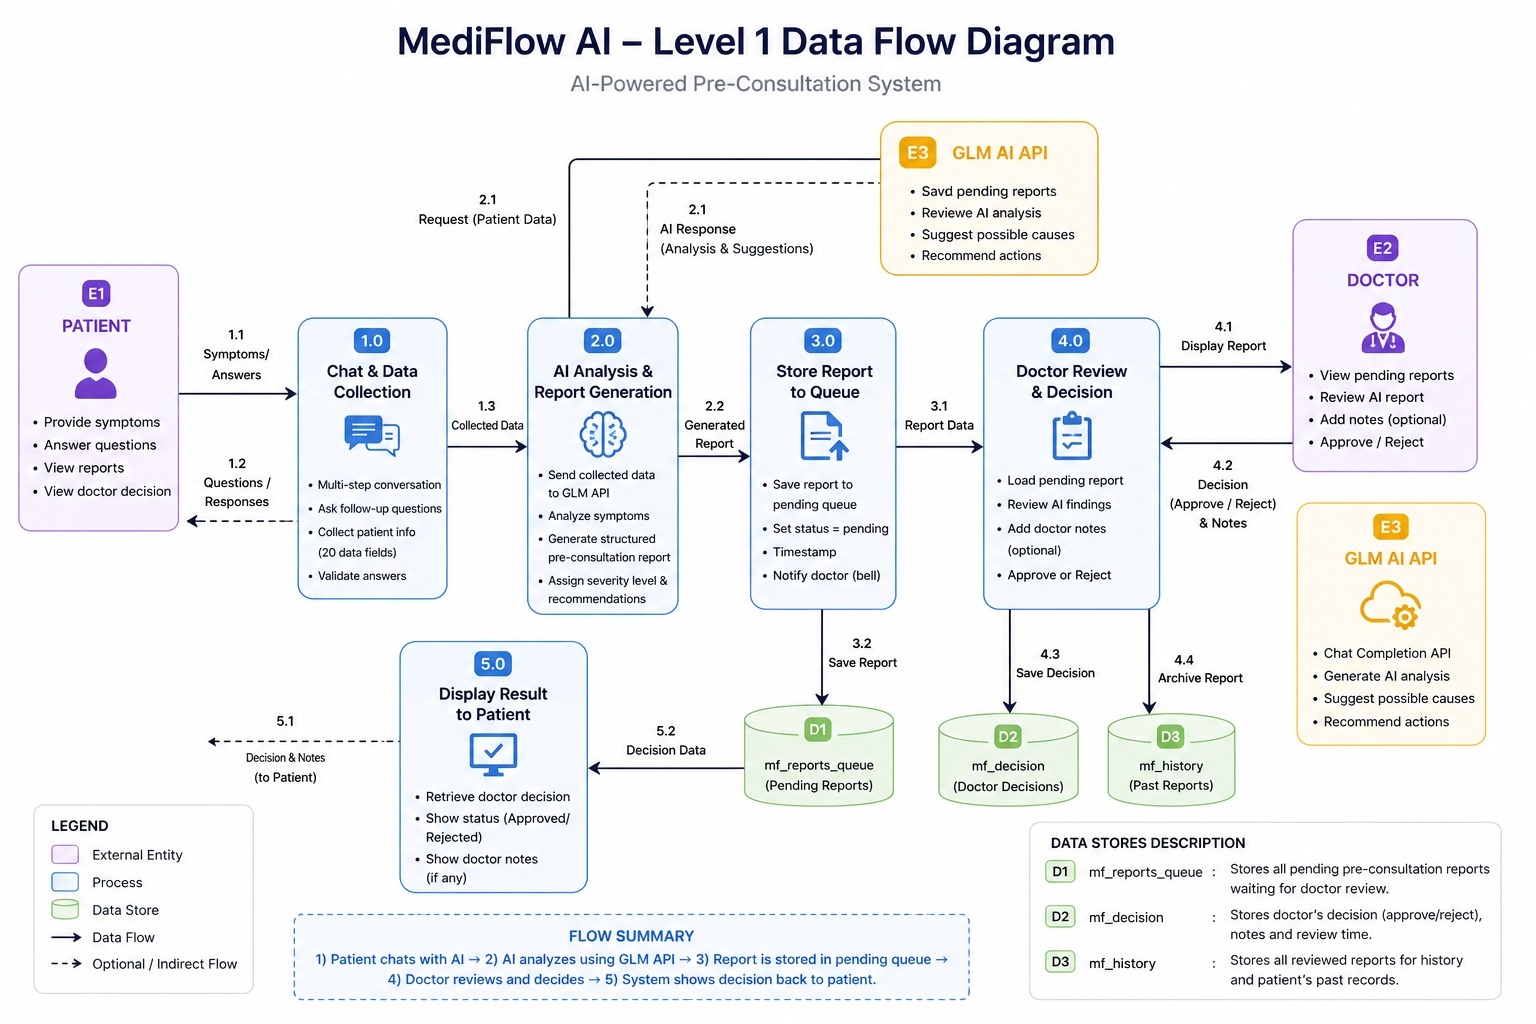 MediFlow AI – Level 1 Data Flow Diagram
AI-Powered Pre-Consultation System
E3 GLM AI API
• Savd pending reports
• Reviewe AI analysis
• Suggest possible causes
• Recommend actions
2.1
Request (Patient Data)
2.1
AI Response
(Analysis & Suggestions)
E1
PATIENT
• Provide symptoms
• Answer questions
• View reports
• View doctor decision
1.1
Symptoms/
Answers
1.2
Questions /
Responses
1.0
Chat & Data
Collection
• Multi-step conversation
• Ask follow-up questions
• Collect patient info
(20 data fields)
• Validate answers
1.3
Collected Data
2.0
AI Analysis &
Report Generation
• Send collected data
to GLM API
• Analyze symptoms
• Generate structured
pre-consultation report
• Assign severity level &
recommendations
2.2
Generated
Report
3.0
Store Report
to Queue
• Save report to
pending queue
• Set status = pending
• Timestamp
• Notify doctor (bell)
3.1
Report Data
4.0
Doctor Review
& Decision
• Load pending report
• Review AI findings
• Add doctor notes
(optional)
• Approve or Reject
4.1
Display Report
4.2
Decision
(Approve / Reject)
& Notes
E2
DOCTOR
• View pending reports
• Review AI report
• Add notes (optional)
• Approve / Reject
E3
GLM AI API
• Chat Completion API
• Generate AI analysis
• Suggest possible causes
• Recommend actions
3.2
Save Report
4.3
Save Decision
4.4
Archive Report
D1
mf_reports_queue
(Pending Reports)
D2
mf_decision
(Doctor Decisions)
D3
mf_history
(Past Reports)
5.2
Decision Data
5.0
Display Result
to Patient
• Retrieve doctor decision
• Show status (Approved/
Rejected)
• Show doctor notes
(if any)
5.1
Decision & Notes
(to Patient)
LEGEND
External Entity
Process
Data Store
Data Flow
Optional / Indirect Flow
FLOW SUMMARY
1) Patient chats with AI → 2) AI analyzes using GLM API → 3) Report is stored in pending queue →
4) Doctor reviews and decides → 5) System shows decision back to patient.
DATA STORES DESCRIPTION
D1 mf_reports_queue : Stores all pending pre-consultation reports
waiting for doctor review.
D2 mf_decision : Stores doctor's decision (approve/reject),
notes and review time.
D3 mf_history : Stores all reviewed reports for history
and patient's past records.